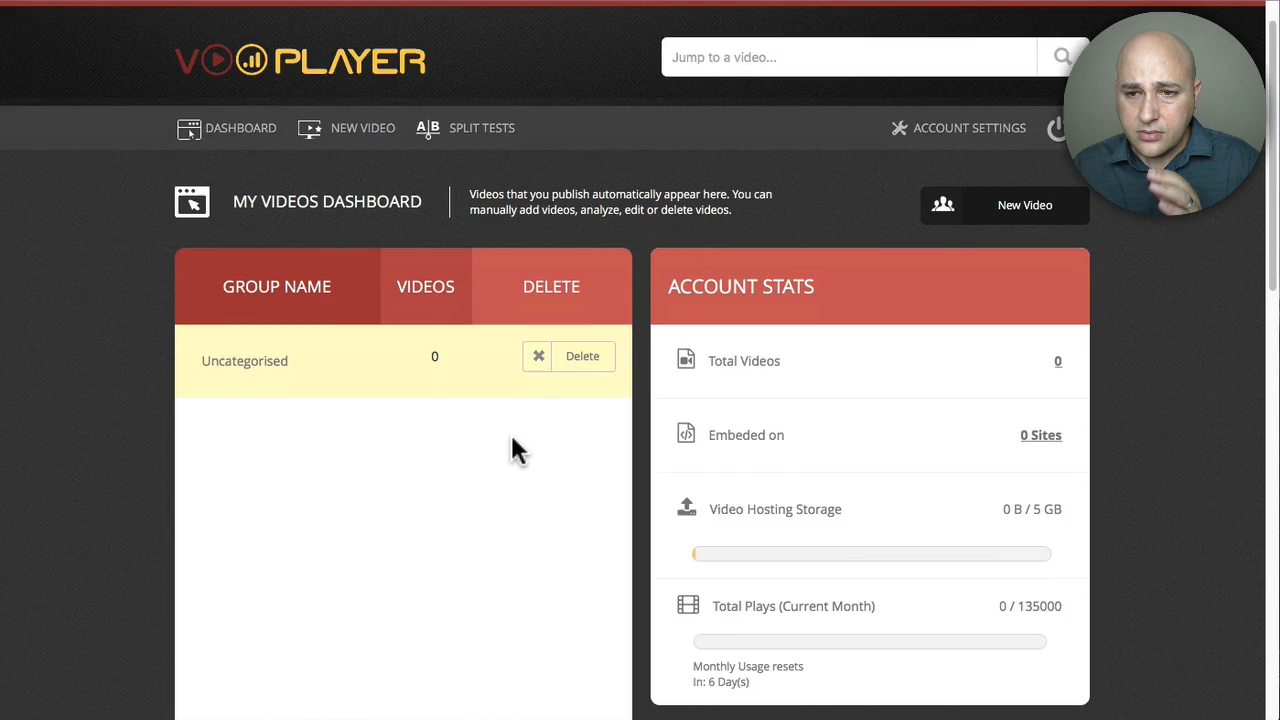 VOOPLAYER
Jump to a video...
DASHBOARD
NEW VIDEO
A|B SPLIT TESTS
ACCOUNT SETTINGS
MY VIDEOS DASHBOARD
Videos that you publish automatically appear here. You can
manually add videos, analyze, edit or delete videos.
New Video
GROUP NAME
VIDEOS
DELETE
Uncategorised
0
Delete
ACCOUNT STATS
Total Videos
0
Embeded on
0 Sites
Video Hosting Storage
0 B / 5 GB
Total Plays (Current Month)
0 / 135000
Monthly Usage resets
In: 6 Day(s)